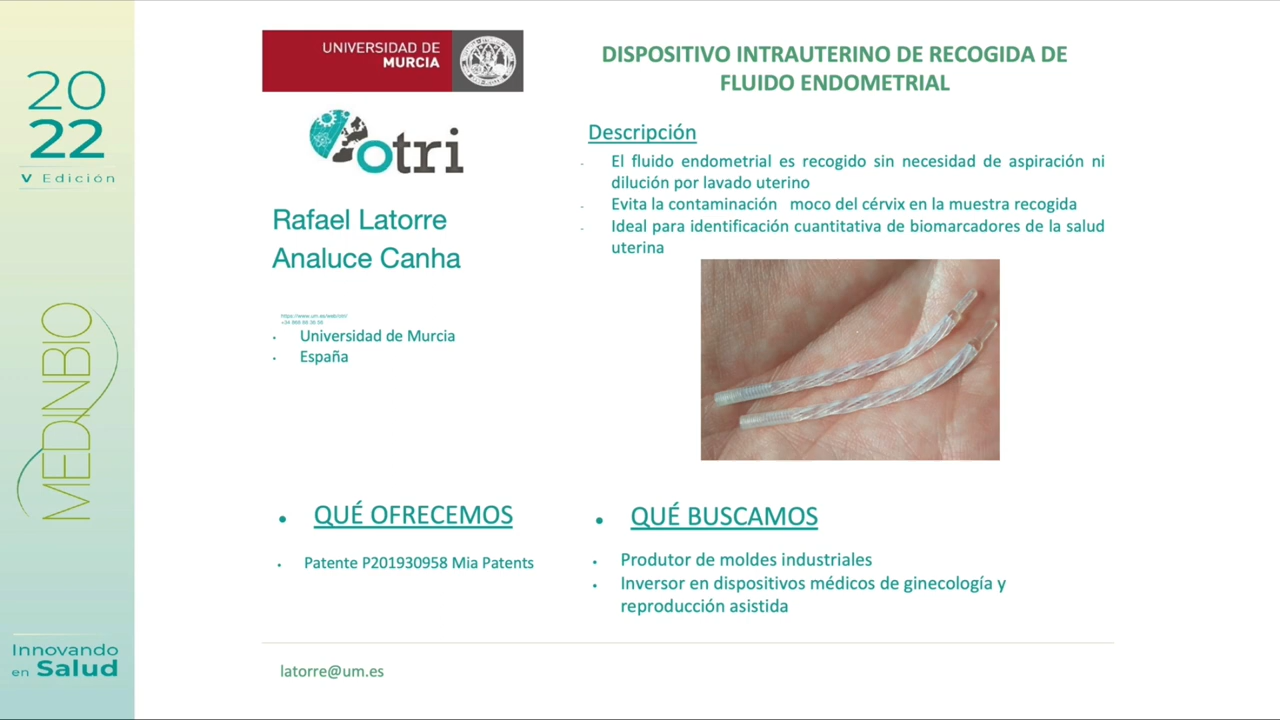 20
22
V Edición
MEDINBIO
Innovando
en Salud
UNIVERSIDAD DE
MURCIA
otri
Rafael Latorre
Analuce Canha
• Universidad de Murcia
• España
DISPOSITIVO INTRAUTERINO DE RECOGIDA DE
FLUIDO ENDOMETRIAL
Descripción
- El fluido endometrial es recogido sin necesidad de aspiración ni
dilución por lavado uterino
- Evita la contaminación moco del cérvix en la muestra recogida
- Ideal para identificación cuantitativa de biomarcadores de la salud
uterina
• QUÉ OFRECEMOS
• Patente P201930958 Mia Patents
• QUÉ BUSCAMOS
• Produtor de moldes industriales
• Inversor en dispositivos médicos de ginecología y
reproducción asistida
latorre@um.es